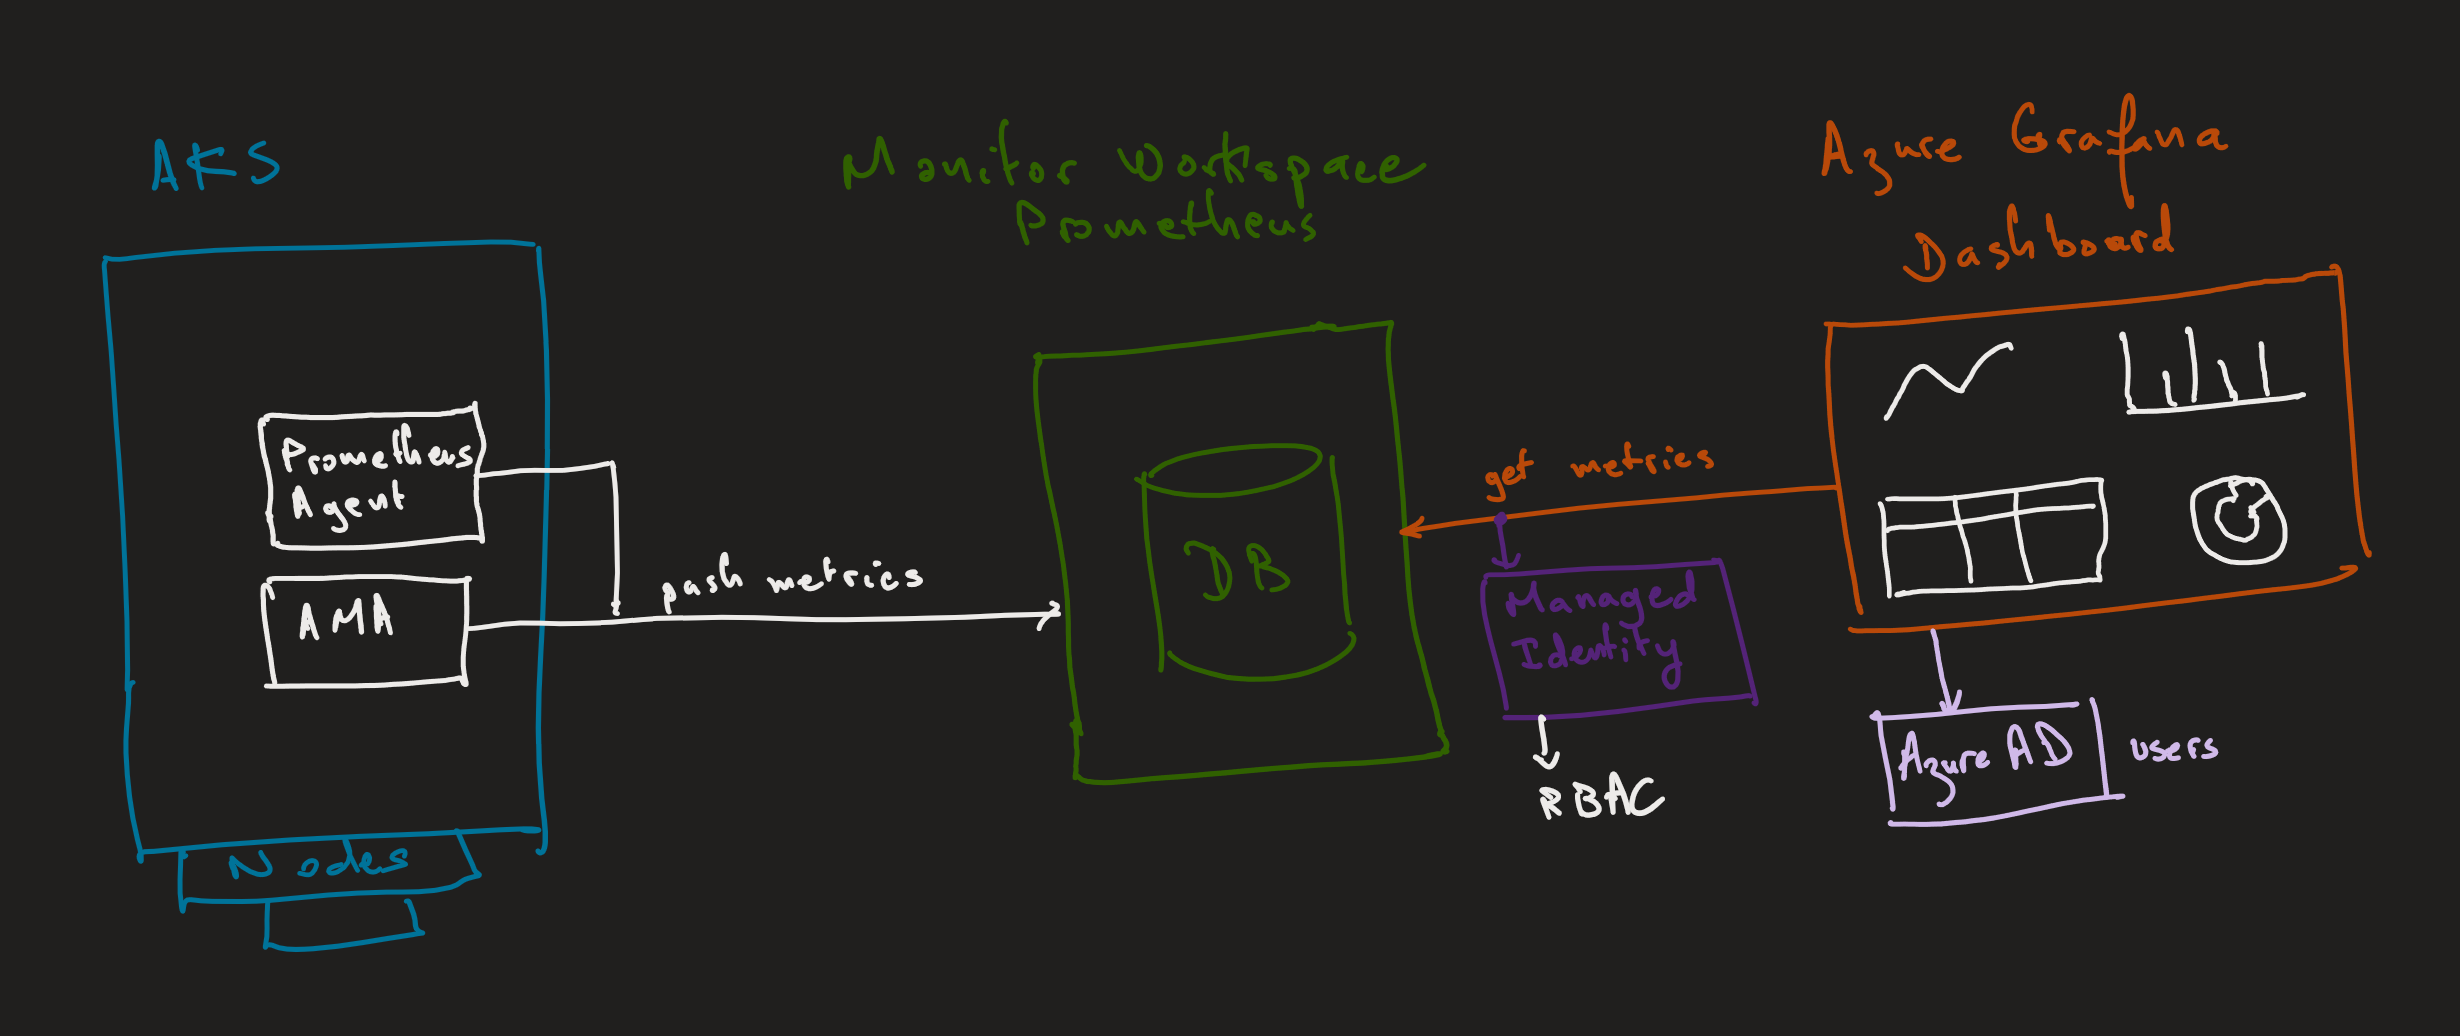 AKS
Monitor Workspace
Prometheus
Azure Grafana
Dashboard
Prometheus
Agent
AMA
push metrics
DB
get metrics
Managed
Identity
RBAC
Azure AD
users
Nodes